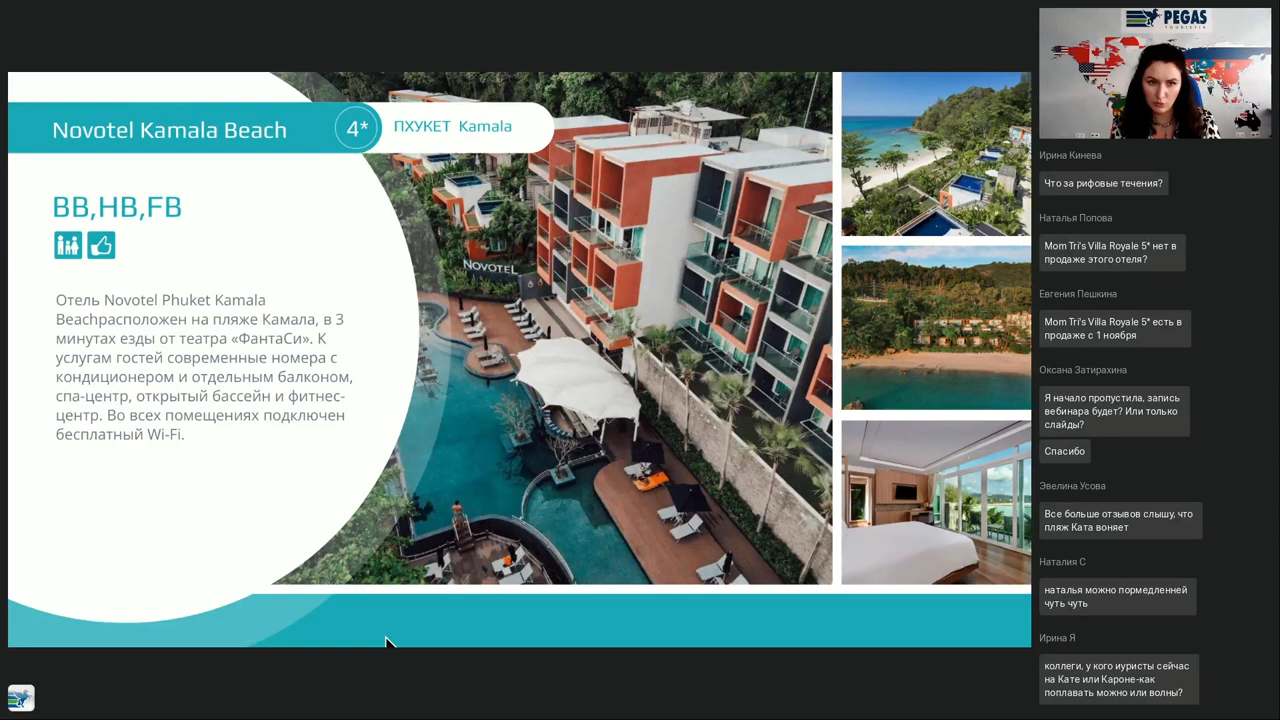 Novotel Kamala Beach
4*
ПХУКЕТ Kamala
BB,HB,FB
Отель Novotel Phuket Kamala
Beachрасположен на пляже Камала, в 3
минутах езды от театра «ФантаСи». К
услугам гостей современные номера с
кондиционером и отдельным балконом,
спа-центр, открытый бассейн и фитнес-
центр. Во всех помещениях подключен
бесплатный Wi-Fi.
NOVOTEL
PEGAS
TOURISTIK
Ирина Кинева
Что за рифовые течения?
Наталья Попова
Mom Tri's Villa Royale 5* нет в
продаже этого отеля?
Евгения Пешкина
Mom Tri's Villa Royale 5* есть в
продаже с 1 ноября
Оксана Затирахина
Я начало пропустила, запись
вебинара будет? Или только
слайды?
Спасибо
Эвелина Усова
Все больше отзывов слышу, что
пляж Ката воняет
Наталия С
наталья можно пормедленней
чуть чуть
Ирина Я
коллеги, у кого иуристы сейчас
на Кате или Кароне-как
поплавать можно или волны?